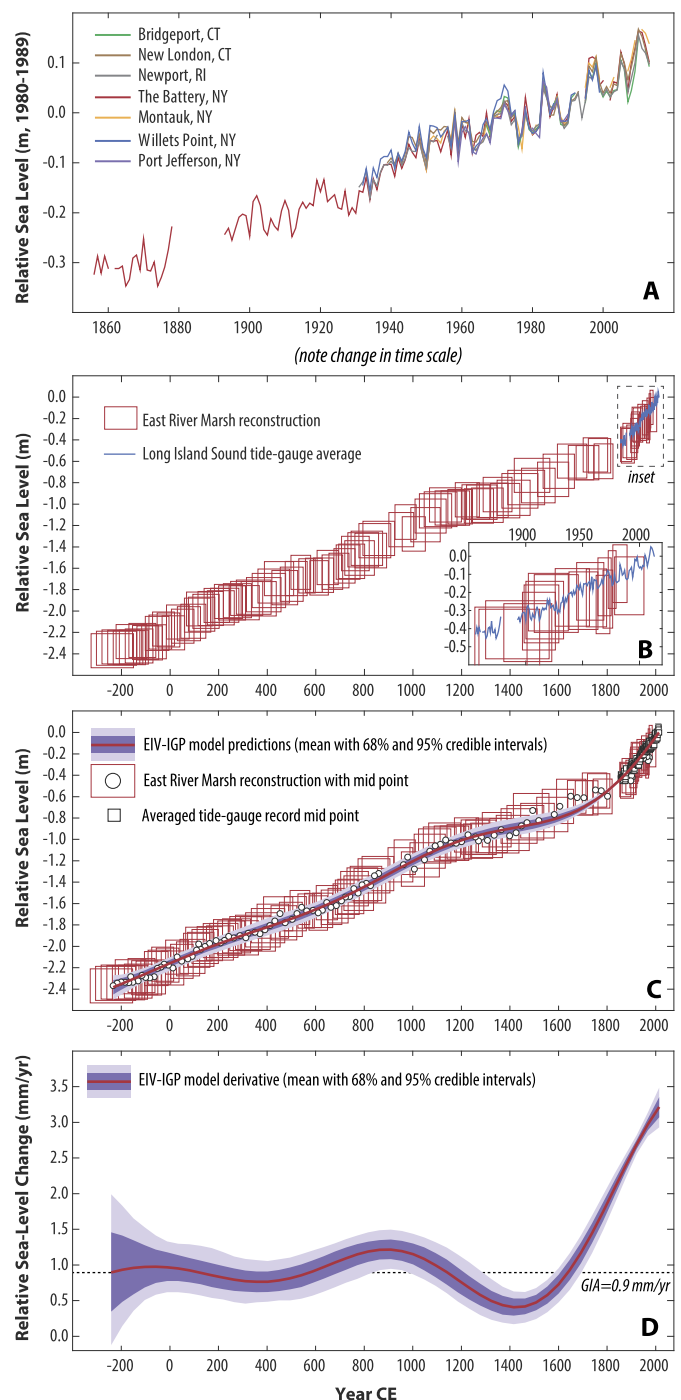 Relative Sea Level (m, 1980-1989)
0.1
0.0
-0.1
-0.2
-0.3
Bridgeport, CT
New London, CT
Newport, RI
The Battery, NY
Montauk, NY
Willets Point, NY
Port Jefferson, NY
A
1860 1880 1900 1920 1940 1960 1980 2000
(note change in time scale)
Relative Sea Level (m)
0.0
-0.2
-0.4
-0.6
-0.8
-1.0
-1.2
-1.4
-1.6
-1.8
-2.0
-2.2
-2.4
East River Marsh reconstruction
Long Island Sound tide-gauge average
inset
1900 1950 2000
0.0
-0.1
-0.2
-0.3
-0.4
-0.5
B
-200 0 200 400 600 800 1000 1200 1400 1600 1800 2000
Relative Sea Level (m)
0.0
-0.2
-0.4
-0.6
-0.8
-1.0
-1.2
-1.4
-1.6
-1.8
-2.0
-2.2
-2.4
EIV-IGP model predictions (mean with 68% and 95% credible intervals)
East River Marsh reconstruction with mid point
Averaged tide-gauge record mid point
C
-200 0 200 400 600 800 1000 1200 1400 1600 1800 2000
Relative Sea-Level Change (mm/yr)
3.5
3.0
2.5
2.0
1.5
1.0
0.5
0.0
EIV-IGP model derivative (mean with 68% and 95% credible intervals)
GIA=0.9 mm/yr
D
-200 0 200 400 600 800 1000 1200 1400 1600 1800 2000
Year CE